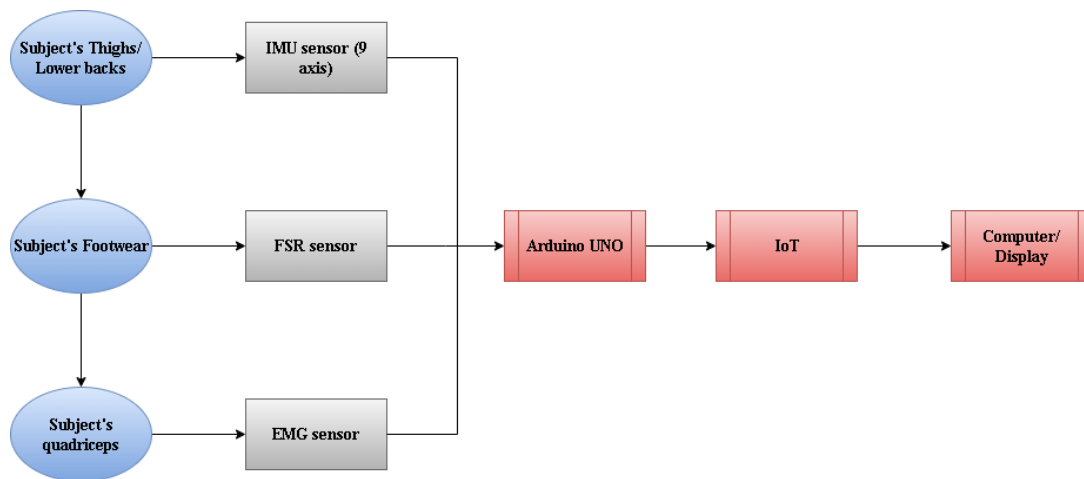 Subject's Thighs/
Lower backs
IMU sensor (9
axis)
Subject's Footwear
FSR sensor
Arduino UNO
IoT
Computer/
Display
Subject's
quadriceps
EMG sensor